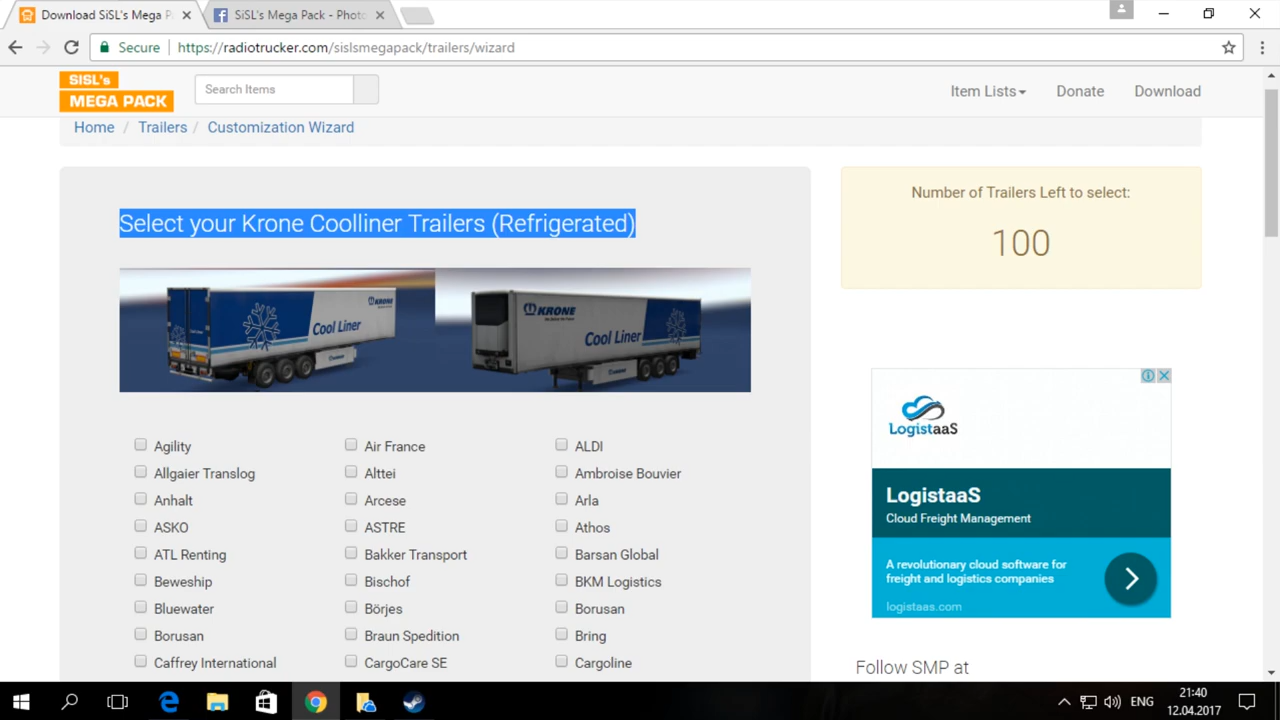 Download SiSL's Mega P
SiSL's Mega Pack - Photo
Secure
https://radiotrucker.com/sislsmegapack/trailers/wizard
SISL's
MEGA PACK
Search Items
Item Lists
Donate
Download
Home / Trailers / Customization Wizard
Select your Krone Coolliner Trailers (Refrigerated)
KRONE
Cool Liner
KRONE
Cool Liner
Agility
Air France
ALDI
Allgaier Translog
Alttei
Ambroise Bouvier
Anhalt
Arcese
Arla
ASKO
ASTRE
Athos
ATL Renting
Bakker Transport
Barsan Global
Beweship
Bischof
BKM Logistics
Bluewater
Börjes
Borusan
Borusan
Braun Spedition
Bring
Caffrey International
CargoCare SE
Cargoline
Number of Trailers Left to select:
100
LogistaaS
LogistaaS
Cloud Freight Management
A revolutionary cloud software for
freight and logistics companies
logistaas.com
Follow SMP at
ENG
21:40
12.04.2017